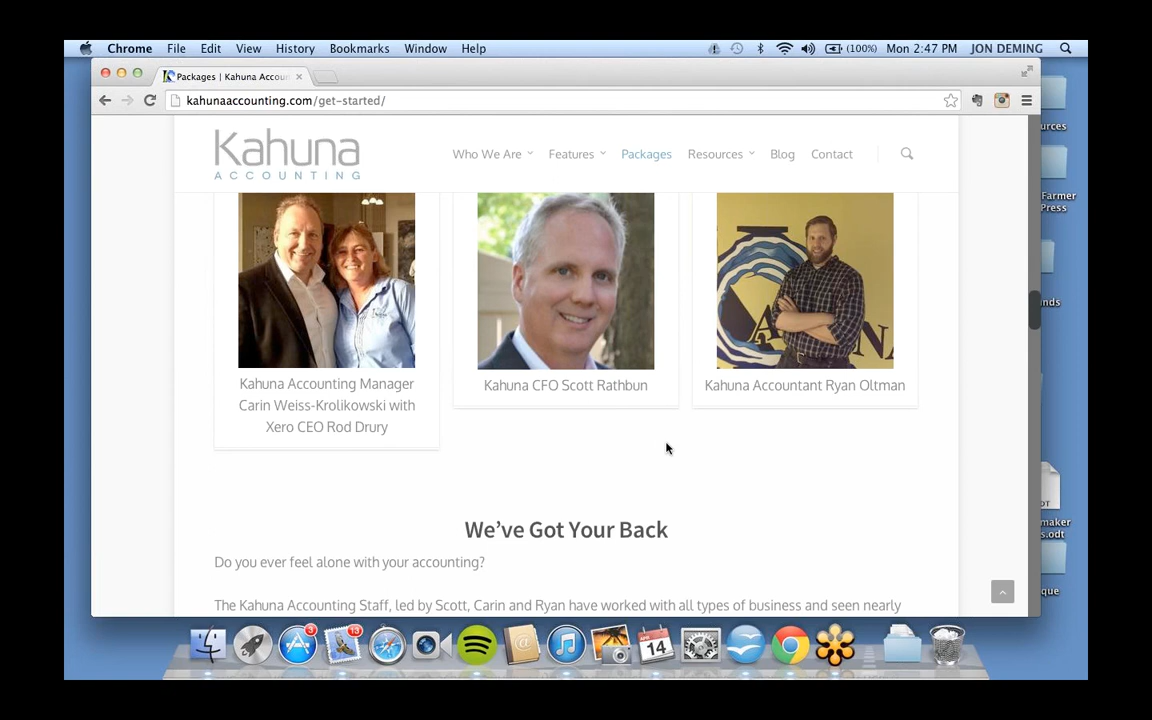 Chrome File Edit View History Bookmarks Window Help (100%) Mon 2:47 PM JON DEMING
Packages | Kahuna Accou
kahunaaccounting.com/get-started/
Kahuna
ACCOUNTING
Who We Are Features Packages Resources Blog Contact
urces
Farmer
Press
nds
Kahuna Accounting Manager
Carin Weiss-Krolikowski with
Xero CEO Rod Drury
Kahuna CFO Scott Rathbun
Kahuna Accountant Ryan Oltman
We've Got Your Back
Do you ever feel alone with your accounting?
The Kahuna Accounting Staff, led by Scott, Carin and Ryan have worked with all types of business and seen nearly
maker
s.odt
que
3
13
14